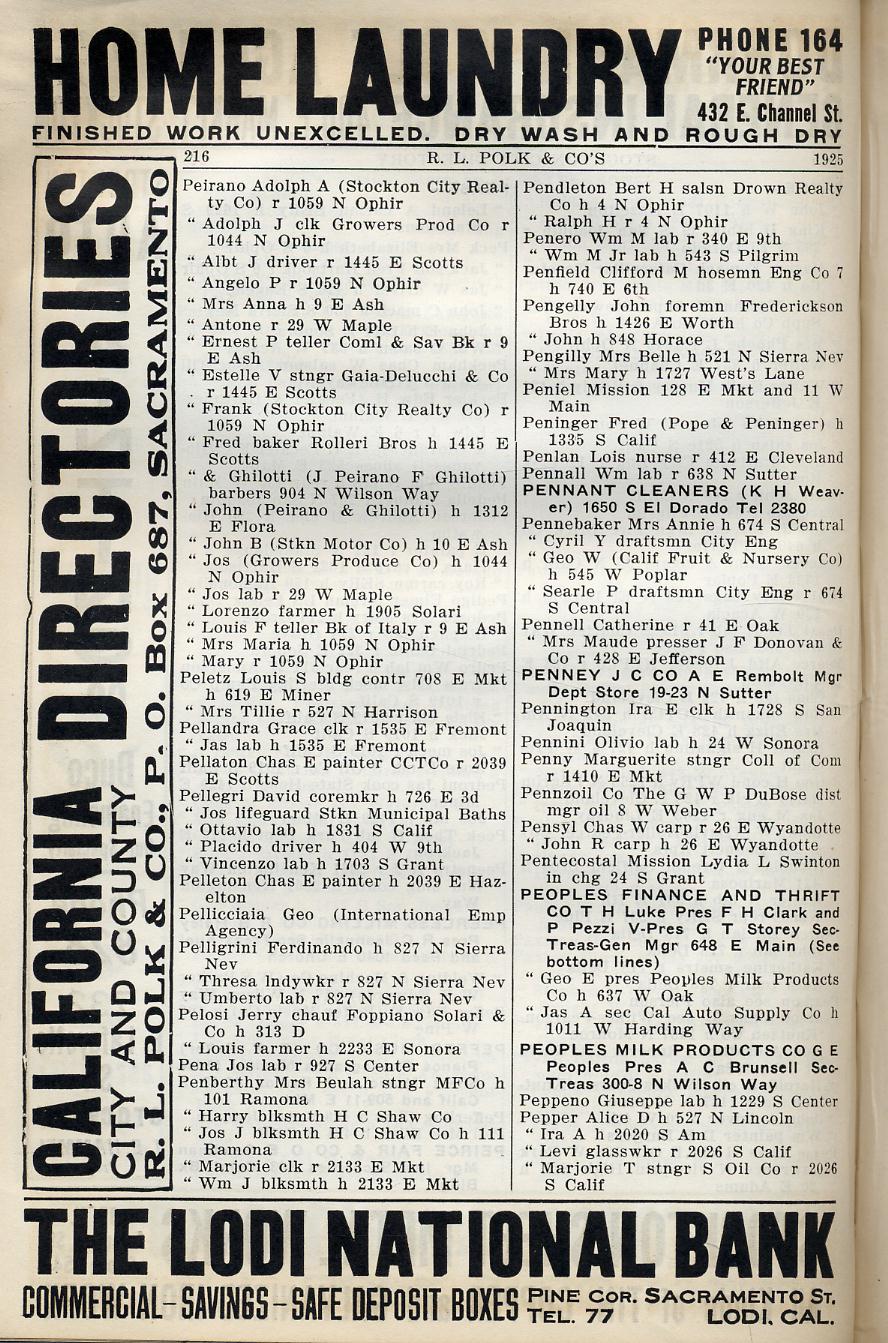 HOME LAUNDRY
PHONE 164
"YOUR BEST
FRIEND"
432 E. Channel St.
FINISHED WORK UNEXCELLED. DRY WASH AND ROUGH DRY
CALIFORNIA DIRECTORIES
CITY AND COUNTY
R. L. POLK & CO., P. O. Box 687, SACRAMENTO
216 R. L. POLK & CO'S 1925
Peirano Adolph A (Stockton City Real-
ty Co) r 1059 N Ophir
" Adolph J clk Growers Prod Co r
1044 N Ophir
" Albt J driver r 1445 E Scotts
" Angelo P r 1059 N Ophir
" Mrs Anna h 9 E Ash
" Antone r 29 W Maple
" Ernest P teller Coml & Sav Bk r 9
E Ash
" Estelle V stngr Gaia-Delucchi & Co
r 1445 E Scotts
" Frank (Stockton City Realty Co) r
1059 N Ophir
" Fred baker Rolleri Bros h 1445 E
Scotts
" & Ghilotti (J Peirano F Ghilotti)
barbers 904 N Wilson Way
" John (Peirano & Ghilotti) h 1312
E Flora
" John B (Stkn Motor Co) h 10 E Ash
" Jos (Growers Produce Co) h 1044
N Ophir
" Jos lab r 29 W Maple
" Lorenzo farmer h 1905 Solari
" Louis F teller Bk of Italy r 9 E Ash
" Mrs Maria h 1059 N Ophir
" Mary r 1059 N Ophir
Peletz Louis S bldg contr 708 E Mkt
h 619 E Miner
" Mrs Tillie r 527 N Harrison
Pellandra Grace clk r 1535 E Fremont
" Jas lab h 1535 E Fremont
Pellaton Chas E painter CCTCo r 2039
E Scotts
Pellegri David coremkr h 726 E 3d
" Jos lifeguard Stkn Municipal Baths
" Ottavio lab h 1831 S Calif
" Placido driver h 404 W 9th
" Vincenzo lab h 1703 S Grant
Pelleton Chas E painter h 2039 E Haz-
elton
Pellicciaia Geo (International Emp
Agency)
Pelligrini Ferdinando h 827 N Sierra
Nev
" Thresa lndywkr r 827 N Sierra Nev
" Umberto lab r 827 N Sierra Nev
Pelosi Jerry chauf Foppiano Solari &
Co h 313 D
" Louis farmer h 2233 E Sonora
Pena Jos lab r 927 S Center
Penberthy Mrs Beulah stngr MFCo h
101 Ramona
" Harry blksmth H C Shaw Co
" Jos J blksmth H C Shaw Co h 111
Ramona
" Marjorie clk r 2133 E Mkt
" Wm J blksmth h 2133 E Mkt
Pendleton Bert H salsn Drown Realty
Co h 4 N Ophir
" Ralph H r 4 N Ophir
Penero Wm M lab r 340 E 9th
" Wm M Jr lab h 543 S Pilgrim
Penfield Clifford M hosemn Eng Co 7
h 740 E 6th
Pengelly John foremn Frederickson
Bros h 1426 E Worth
" John h 848 Horace
Pengilly Mrs Belle h 521 N Sierra Nev
" Mrs Mary h 1727 West's Lane
Peniel Mission 128 E Mkt and 11 W
Main
Peninger Fred (Pope & Peninger) h
1335 S Calif
Penlan Lois nurse r 412 E Cleveland
Pennall Wm lab r 638 N Sutter
PENNANT CLEANERS (K H Weav-
er) 1650 S El Dorado Tel 2380
Pennebaker Mrs Annie h 674 S Central
" Cyril Y draftsmn City Eng
" Geo W (Calif Fruit & Nursery Co)
h 545 W Poplar
" Searle P draftsmn City Eng r 674
S Central
Pennell Catherine r 41 E Oak
" Mrs Maude presser J F Donovan &
Co r 428 E Jefferson
PENNEY J C CO A E Rembolt Mgr
Dept Store 19-23 N Sutter
Pennington Ira E clk h 1728 S San
Joaquin
Pennini Olivio lab h 24 W Sonora
Penny Marguerite stngr Coll of Com
r 1410 E Mkt
Pennzoil Co The G W P DuBose dist
mgr oil 8 W Weber
Pensyl Chas W carp r 26 E Wyandotte
" John R carp h 26 E Wyandotte
Pentecostal Mission Lydia L Swinton
in chg 24 S Grant
PEOPLES FINANCE AND THRIFT
CO T H Luke Pres F H Clark and
P Pezzi V-Pres G T Storey Sec-
Treas-Gen Mgr 648 E Main (See
bottom lines)
" Geo E pres Peoples Milk Products
Co h 637 W Oak
" Jas A sec Cal Auto Supply Co h
1011 W Harding Way
PEOPLES MILK PRODUCTS CO G E
Peoples Pres A C Brunsell Sec-
Treas 300-8 N Wilson Way
Peppeno Giuseppe lab h 1229 S Center
Pepper Alice D h 527 N Lincoln
" Ira A h 2020 S Am
" Levi glasswkr r 2026 S Calif
" Marjorie T stngr S Oil Co r 2026
S Calif
THE LODI NATIONAL BANK
COMMERCIAL-SAVINGS-SAFE DEPOSIT BOXES
PINE COR. SACRAMENTO ST.
TEL. 77 LODI, CAL.